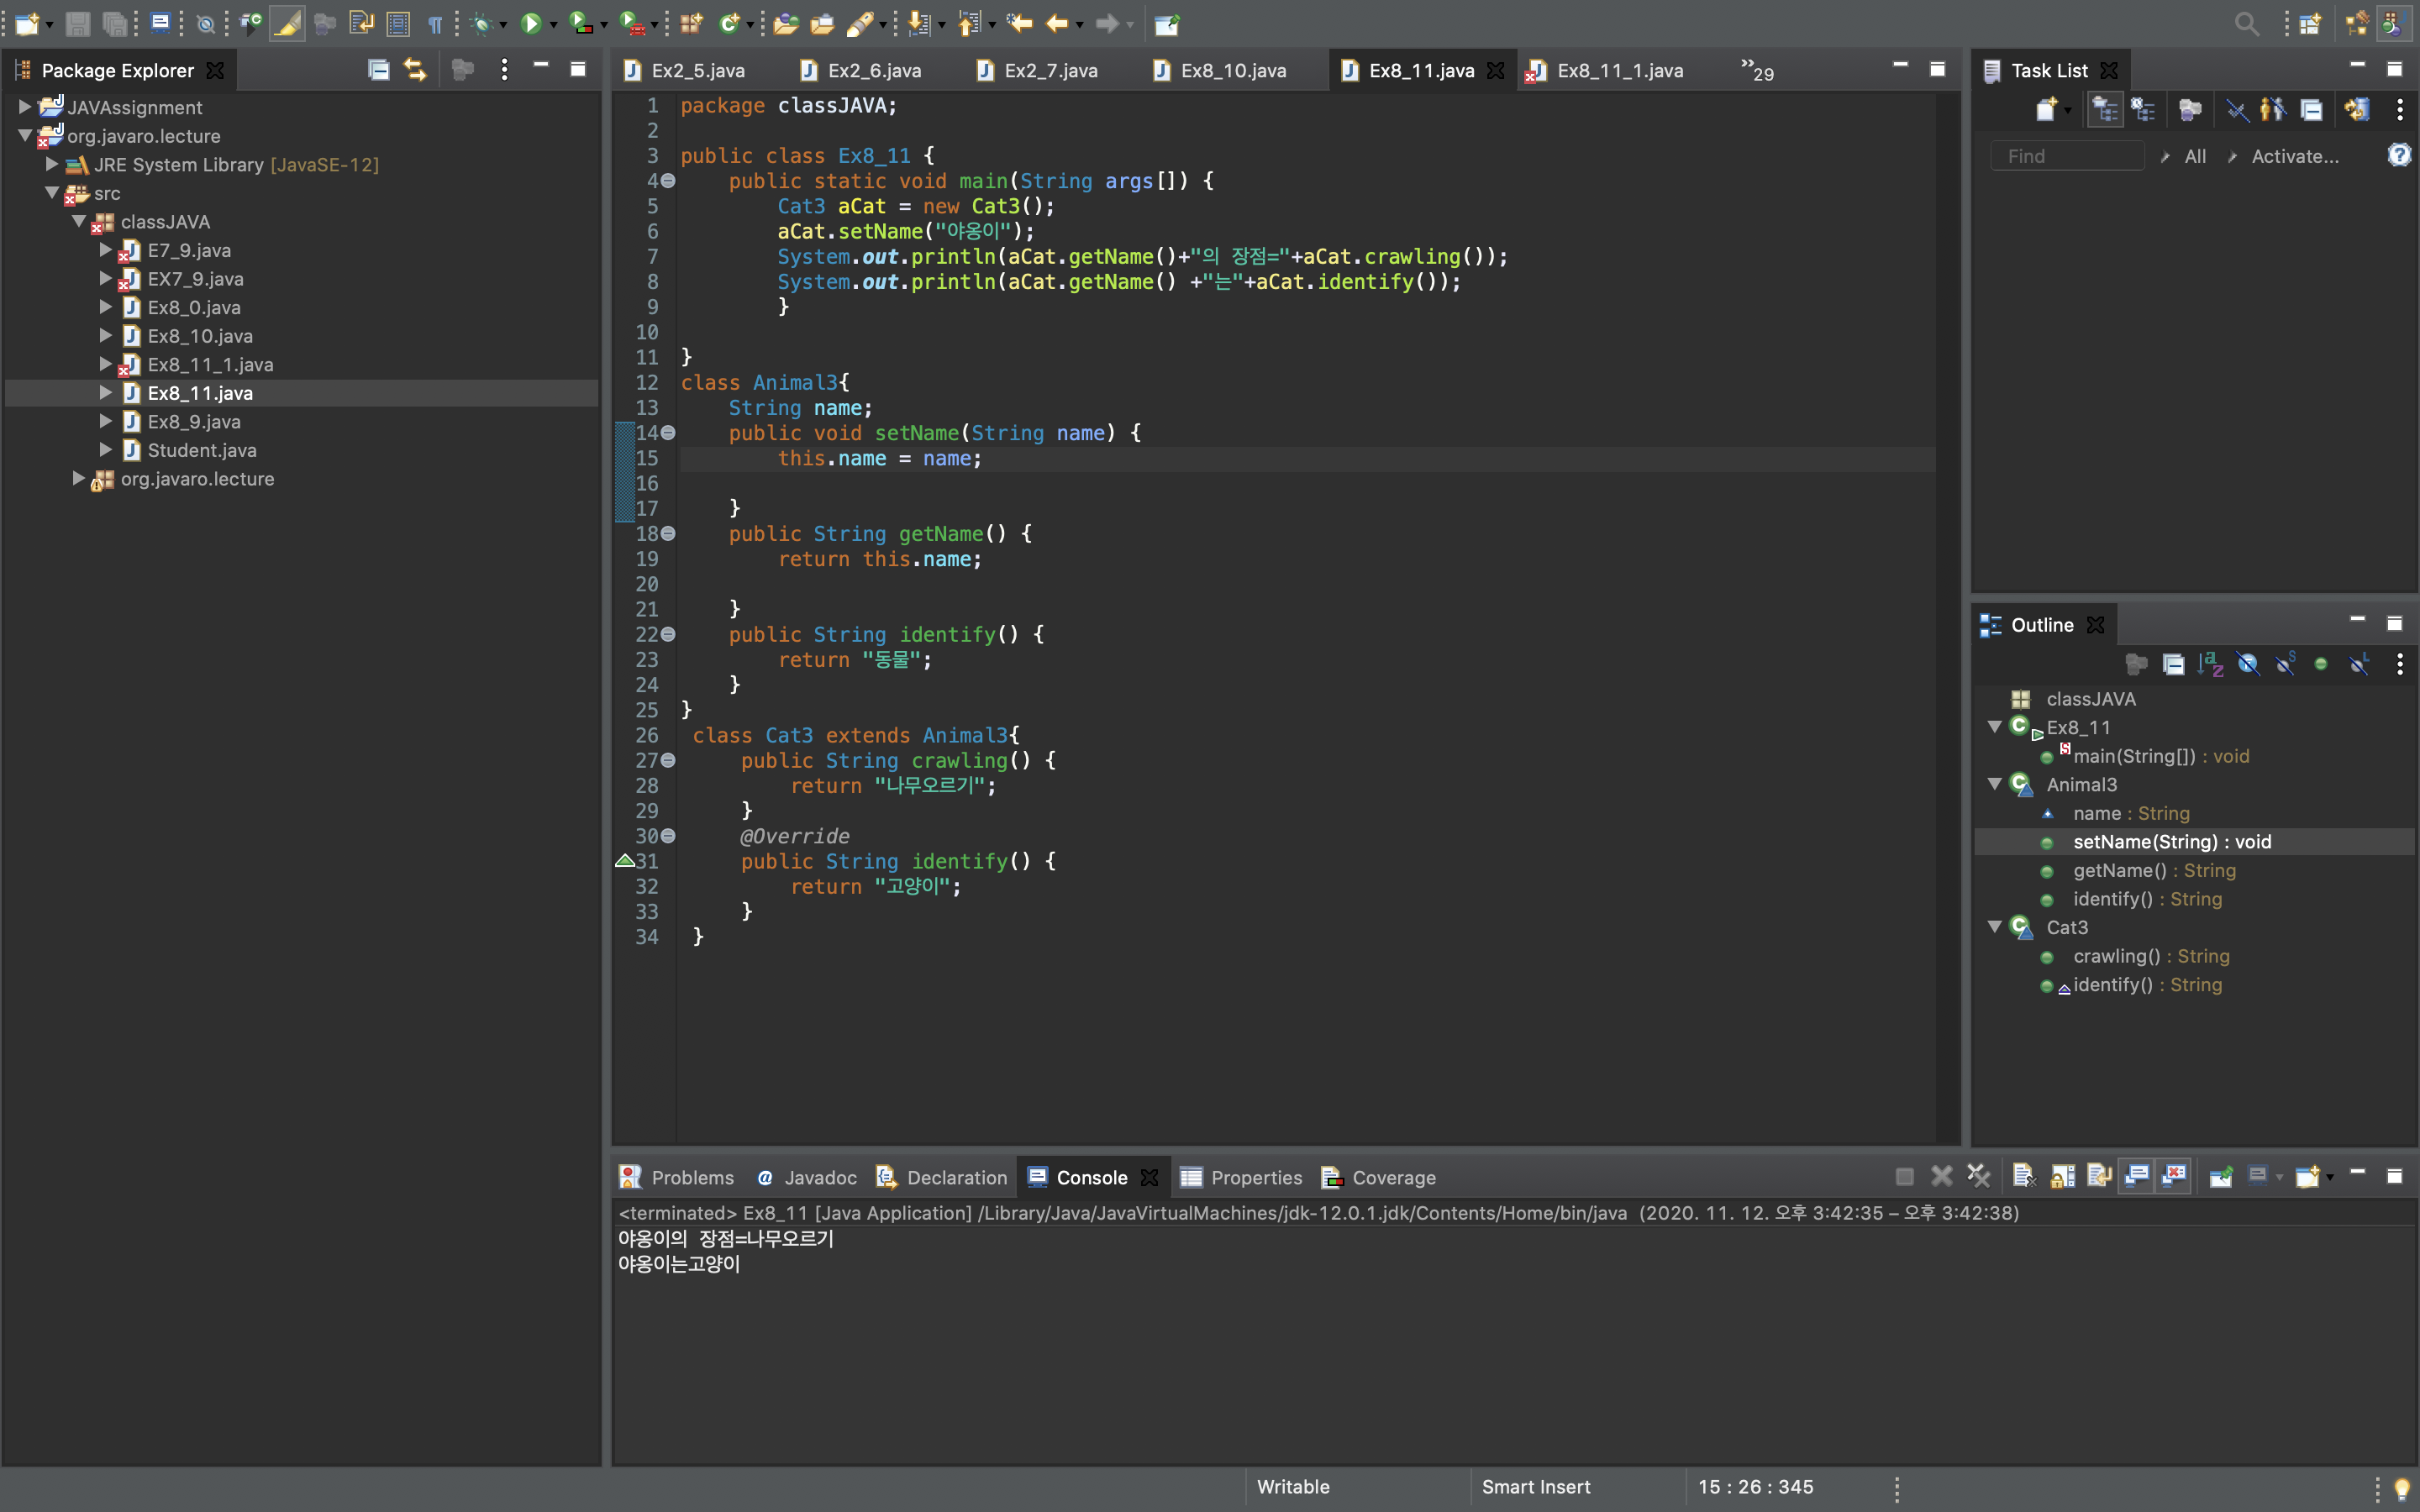 Package Explorer
JAVAssignment
org.javaro.lecture
JRE System Library [JavaSE-12]
src
classJAVA
E7_9.java
EX7_9.java
Ex8_0.java
Ex8_10.java
Ex8_11_1.java
Ex8_11.java
Ex8_9.java
Student.java
org.javaro.lecture
Ex2_5.java Ex2_6.java Ex2_7.java Ex8_10.java Ex8_11.java Ex8_11_1.java »29
1 package classJAVA;
2
3 public class Ex8_11 {
4 public static void main(String args[]) {
5 Cat3 aCat = new Cat3();
6 aCat.setName("야옹이");
7 System.out.println(aCat.getName()+"의 장점="+aCat.crawling());
8 System.out.println(aCat.getName() +"는"+aCat.identify());
9 }
10
11 }
12 class Animal3{
13 String name;
14 public void setName(String name) {
15 this.name = name;
16
17 }
18 public String getName() {
19 return this.name;
20
21 }
22 public String identify() {
23 return "동물";
24 }
25 }
26 class Cat3 extends Animal3{
27 public String crawling() {
28 return "나무오르기";
29 }
30 @Override
31 public String identify() {
32 return "고양이";
33 }
34 }
Task List
Find All Activate...
Outline
classJAVA
Ex8_11
main(String[]) : void
Animal3
name : String
setName(String) : void
getName() : String
identify() : String
Cat3
crawling() : String
identify() : String
Problems Javadoc Declaration Console Properties Coverage
<terminated> Ex8_11 [Java Application] /Library/Java/JavaVirtualMachines/jdk-12.0.1.jdk/Contents/Home/bin/java (2020. 11. 12. 오후 3:42:35 – 오후 3:42:38)
야옹이의 장점=나무오르기
야옹이는고양이
Writable Smart Insert 15 : 26 : 345